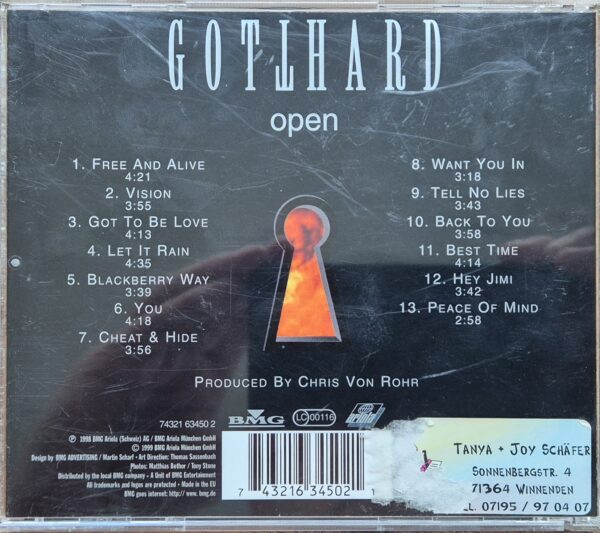 GOTTHARD
open
1. FREE AND ALIVE
4:21
2. VISION
3:55
3. GOT TO BE LOVE
4:13
4. LET IT RAIN
4:35
5. BLACKBERRY WAY
3:39
6. YOU
4:18
7. CHEAT & HIDE
3:56
8. WANT YOU IN
3:18
9. TELL NO LIES
3:43
10. BACK TO YOU
3:58
11. BEST TIME
4:14
12. HEY JIMI
3:42
13. PEACE OF MIND
2:58
PRODUCED BY CHRIS VON ROHR
74321 63450 2
BMG
LC 00116
ariola
℗ 1998 BMG Ariola (Schweiz) AG / BMG Ariola München GmbH
© 1999 BMG Ariola München GmbH
Design by BMG ADVERTISING / Martin Scharf • Art Direction: Thomas Sassenbach
Photos: Matthias Bothor / Tony Stone
Distributed by the local BMG company • A Unit of BMG Entertainment
All trademarks and logos are protected • Made in the EU
BMG goes internet: http://www.bmg.de
7 43216 34502 1
TANYA + JOY SCHÄFER
SONNENBERGSTR. 4
71364 WINNENDEN
L. 07195 / 97 04 07